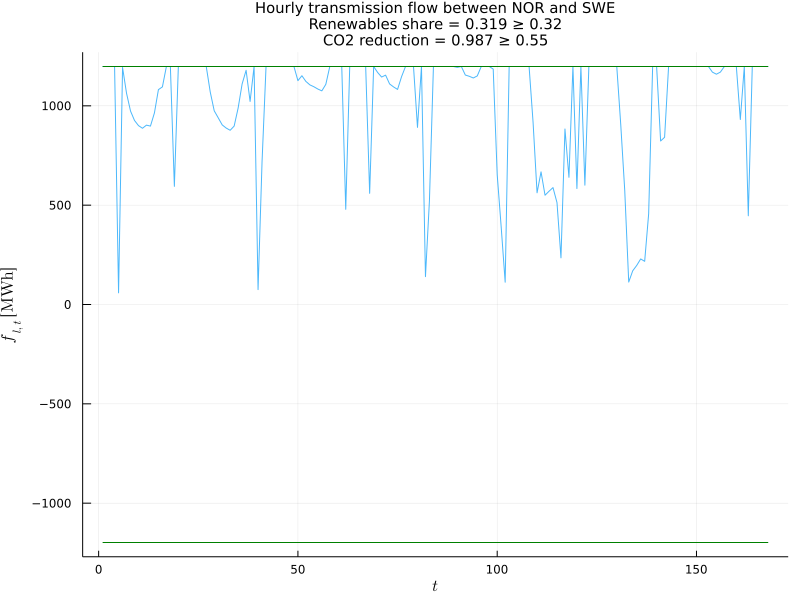 Hourly transmission flow between NOR and SWE
Renewables share = 0.319 ≥ 0.32
CO2 reduction = 0.987 ≥ 0.55
1000
500
0
−500
−1000
f l,t [MWh]
0 50 100 150
t